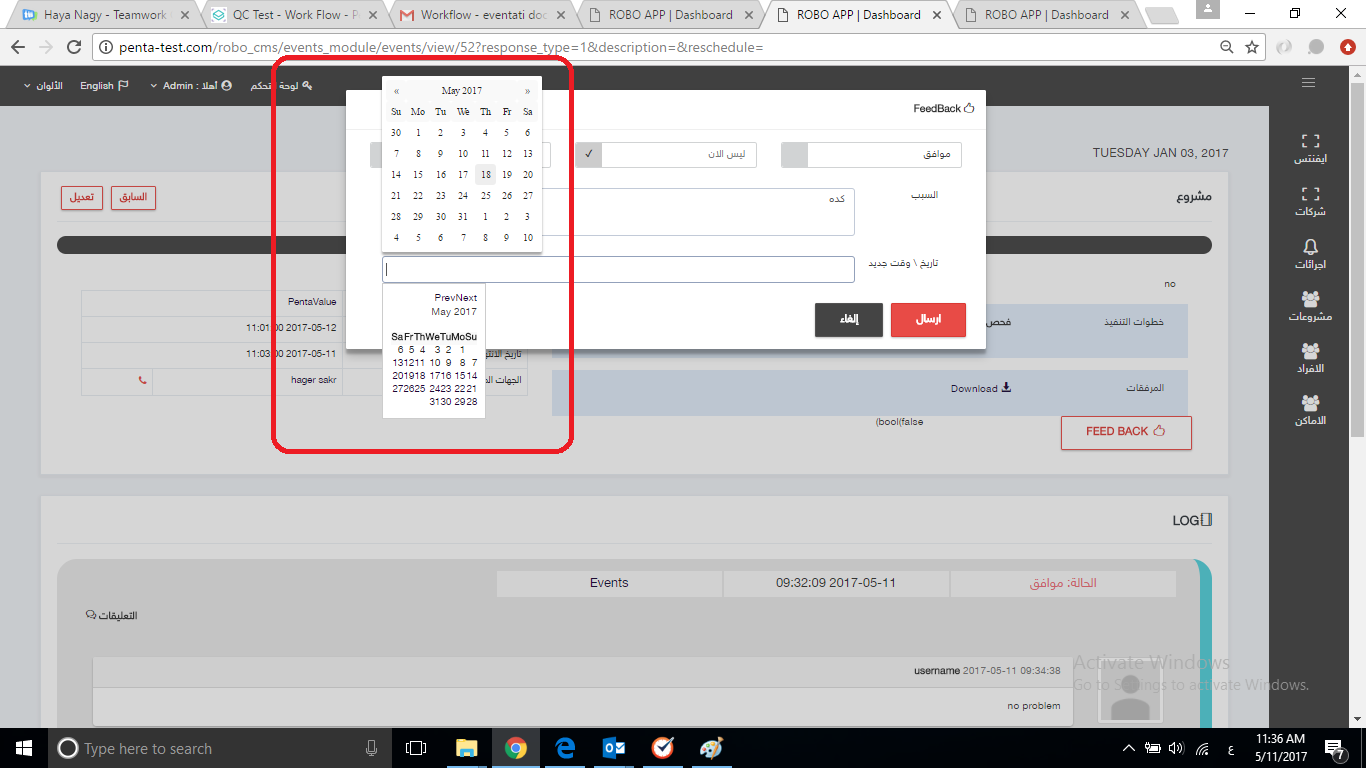 Haya Nagy - Teamwork
QC Test - Work Flow - P
Workflow - eventati doc
ROBO APP | Dashboard
ROBO APP | Dashboard
ROBO APP | Dashboard
penta-test.com/robo_cms/events_module/events/view/52?response_type=1&description=&reschedule=
لوحة التحكم
أهلا : Admin
English
الألوان
FeedBack
موافق
ليس الان
السبب
كده
تاريخ \ وقت جديد
ارسال
إلغاء
« May 2017 »
Su Mo Tu We Th Fr Sa
30 1 2 3 4 5 6
7 8 9 10 11 12 13
14 15 16 17 18 19 20
21 22 23 24 25 26 27
28 29 30 31 1 2 3
4 5 6 7 8 9 10
PrevNext
May 2017
SaFrThWeTuMoSu
6 5 4 3 2 1
13 12 11 10 9 8 7
20 19 18 17 16 15 14
27 26 25 24 23 22 21
31 30 29 28
TUESDAY JAN 03, 2017
مشروع
السابق
تعديل
no
خطوات التنفيذ
فحص
المرفقات
Download
(bool(false
FEED BACK
PentaValue
11:01:00 2017-05-12
11:03:00 2017-05-11
تاريخ الانتهاء
hager sakr
الجهات
ايفنتس
شركات
اجرائات
مشروعات
الافراد
الاماكن
LOG
الحالة: موافق
09:32:09 2017-05-11
Events
التعليقات
username 2017-05-11 09:34:38
no problem
Activate Windows
Go to Settings to activate Windows.
Type here to search
ع
11:36 AM
5/11/2017
7